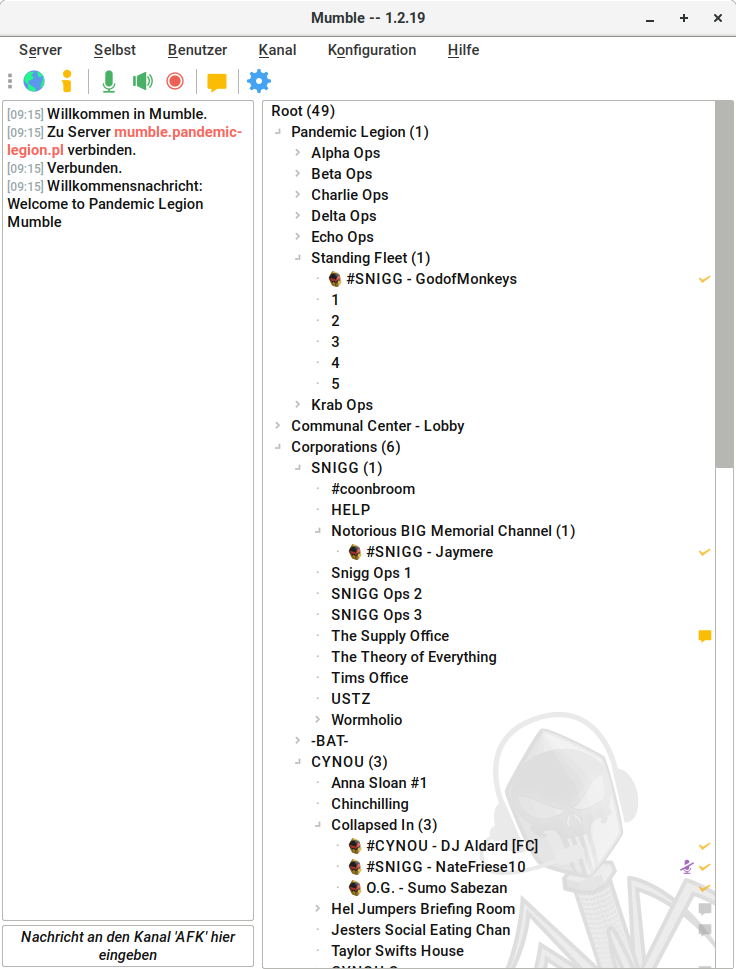 Mumble -- 1.2.19
Server Selbst Benutzer Kanal Konfiguration Hilfe
[09:15] Willkommen in Mumble.
[09:15] Zu Server mumble.pandemic-
legion.pl verbinden.
[09:15] Verbunden.
[09:15] Willkommensnachricht:
Welcome to Pandemic Legion
Mumble
Nachricht an den Kanal 'AFK' hier
eingeben
Root (49)
Pandemic Legion (1)
Alpha Ops
Beta Ops
Charlie Ops
Delta Ops
Echo Ops
Standing Fleet (1)
#SNIGG - GodofMonkeys
1
2
3
4
5
Krab Ops
Communal Center - Lobby
Corporations (6)
SNIGG (1)
#coonbroom
HELP
Notorious BIG Memorial Channel (1)
#SNIGG - Jaymere
Snigg Ops 1
SNIGG Ops 2
SNIGG Ops 3
The Supply Office
The Theory of Everything
Tims Office
USTZ
Wormholio
-BAT-
CYNOU (3)
Anna Sloan #1
Chinchilling
Collapsed In (3)
#CYNOU - DJ Aldard [FC]
#SNIGG - NateFriese10
O.G. - Sumo Sabezan
Hel Jumpers Briefing Room
Jesters Social Eating Chan
Taylor Swifts House